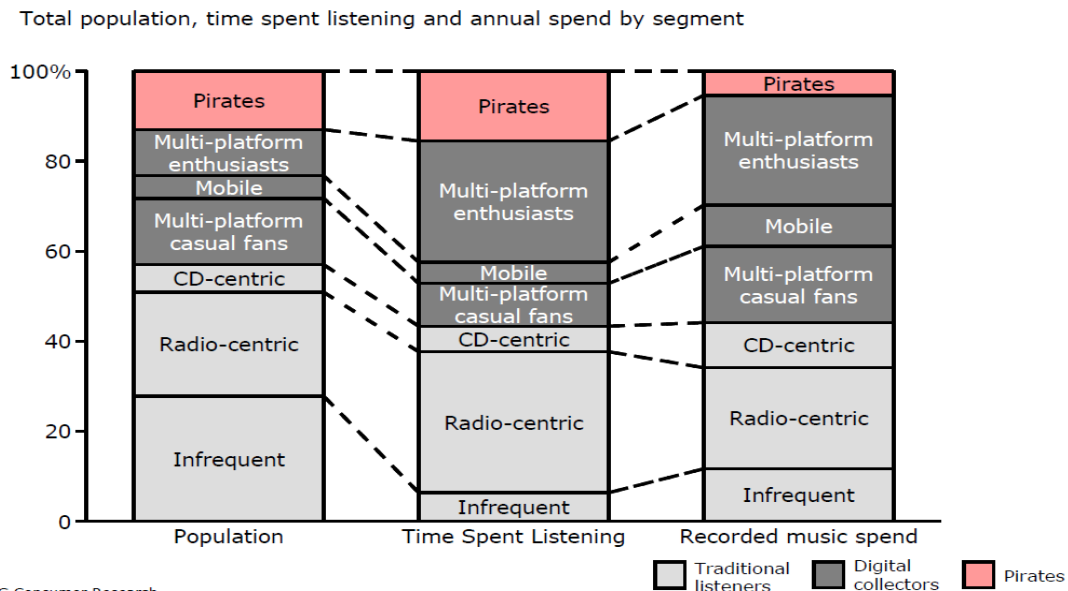 Total population, time spent listening and annual spend by segment
100%
80
60
40
20
0
Pirates
Multi-platform
enthusiasts
Mobile
Multi-platform
casual fans
CD-centric
Radio-centric
Infrequent
Population
Pirates
Multi-platform
enthusiasts
Mobile
Multi-platform
casual fans
CD-centric
Radio-centric
Infrequent
Time Spent Listening
Pirates
Multi-platform
enthusiasts
Mobile
Multi-platform
casual fans
CD-centric
Radio-centric
Infrequent
Recorded music spend
Traditional
listeners
Digital
collectors
Pirates
Consumer Research